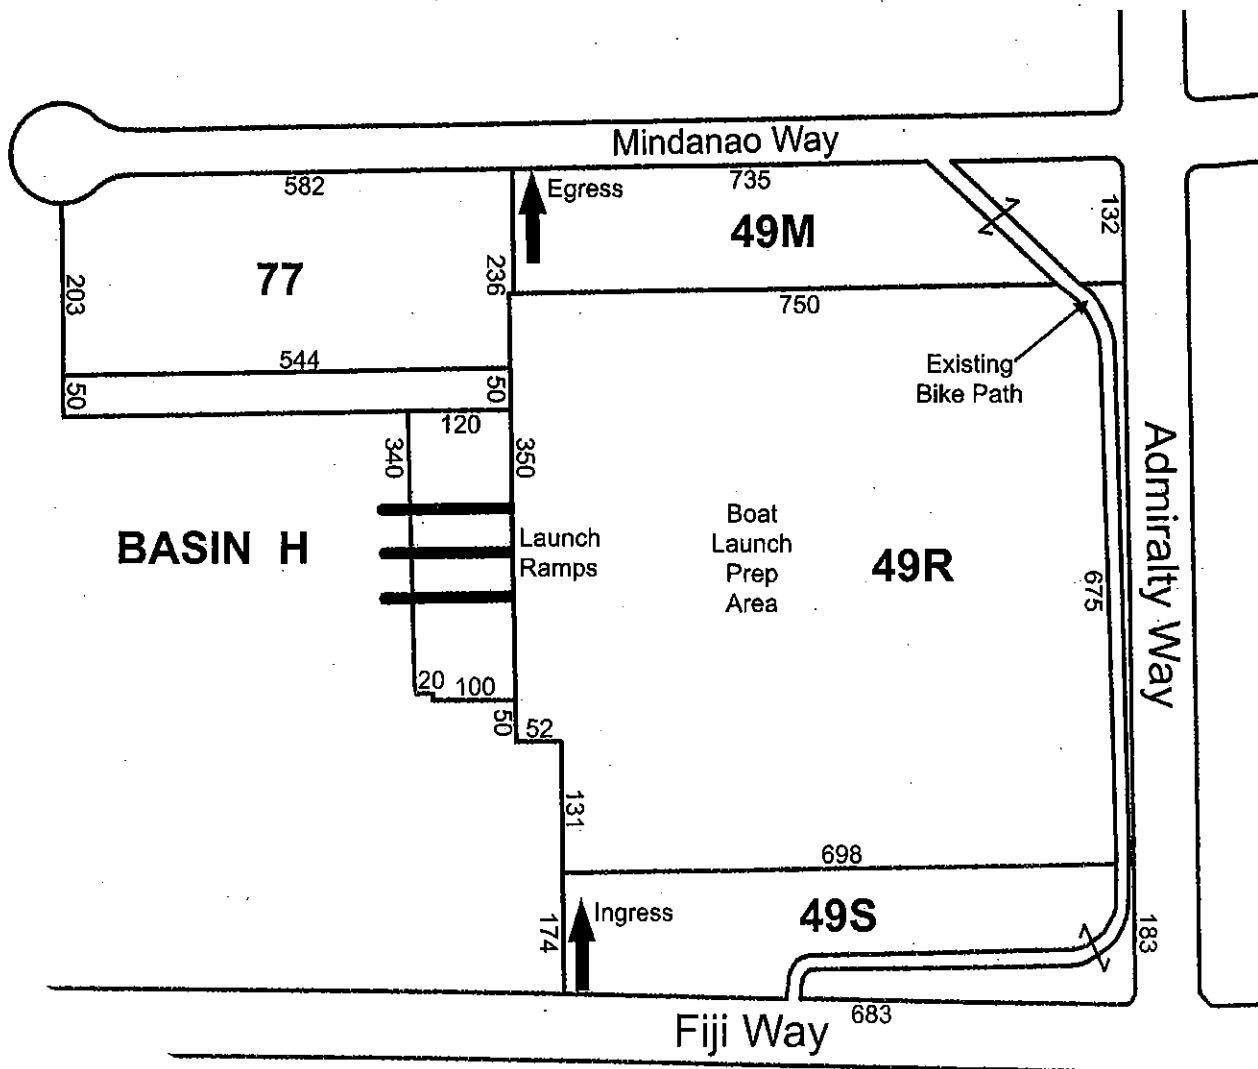 Mindanao Way
582
735
Egress
49M
132
77
236
203
750
544
Existing
Bike Path
50
50
120
340
350
Admiralty Way
BASIN H
Launch
Ramps
Boat
Launch
Prep
Area
49R
675
20
100
50
52
131
698
Ingress
49S
174
183
683
Fiji Way